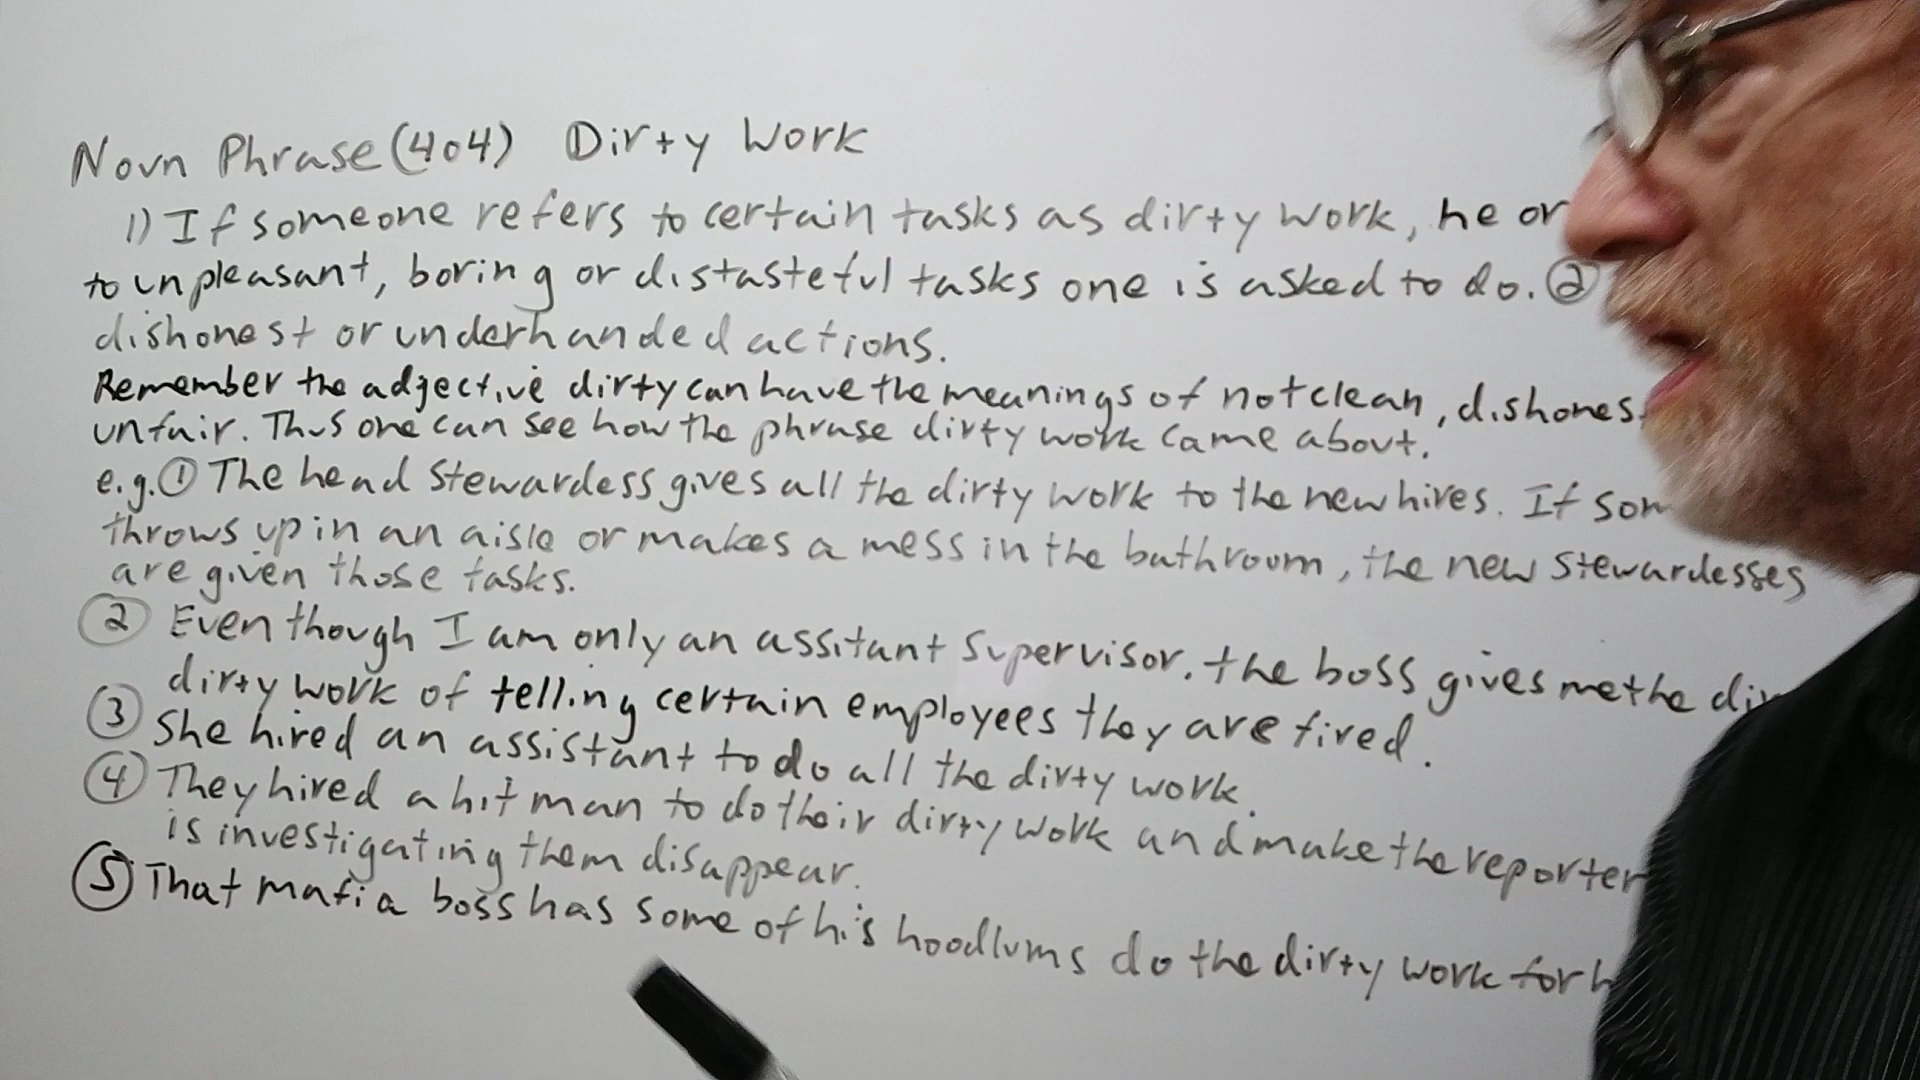 Noun Phrase (404) Dirty Work
1) If someone refers to certain tasks as dirty work, he or
to unpleasant, boring or distasteful tasks one is asked to do. ②
dishonest or underhanded actions.
Remember the adjective dirty can have the meanings of not clean, dishones
unfair. Thus one can see how the phrase dirty work came about.
e.g. ① The head stewardess gives all the dirty work to the new hires. If som
throws up in an aisle or makes a mess in the bathroom, the new stewardesses
are given those tasks.
② Even though I am only an assitant supervisor, the boss gives me the dir
dirty work of telling certain employees they are fired.
③ She hired an assistant to do all the dirty work.
④ They hired a hit man to do their dirty work and make the reporter
is investigating them disappear.
⑤ That mafia boss has some of his hoodlums do the dirty work for h